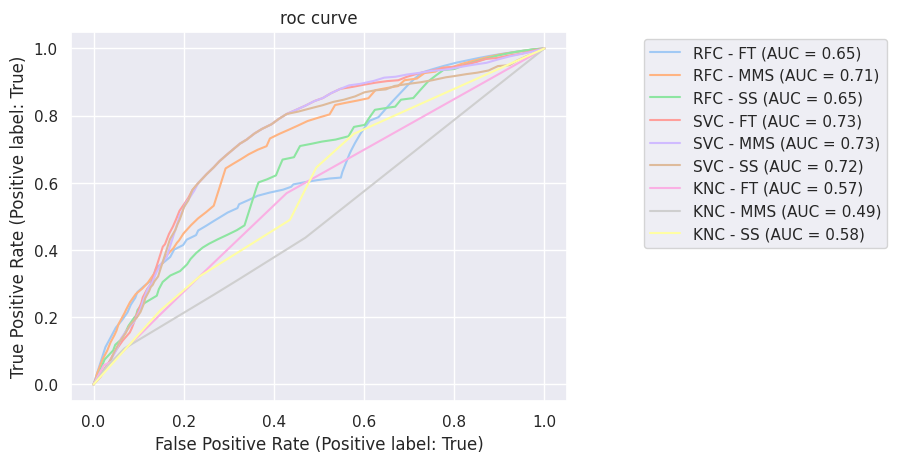 roc curve
True Positive Rate (Positive label: True)
1.0
0.8
0.6
0.4
0.2
0.0
0.0 0.2 0.4 0.6 0.8 1.0
False Positive Rate (Positive label: True)
RFC - FT (AUC = 0.65)
RFC - MMS (AUC = 0.71)
RFC - SS (AUC = 0.65)
SVC - FT (AUC = 0.73)
SVC - MMS (AUC = 0.73)
SVC - SS (AUC = 0.72)
KNC - FT (AUC = 0.57)
KNC - MMS (AUC = 0.49)
KNC - SS (AUC = 0.58)